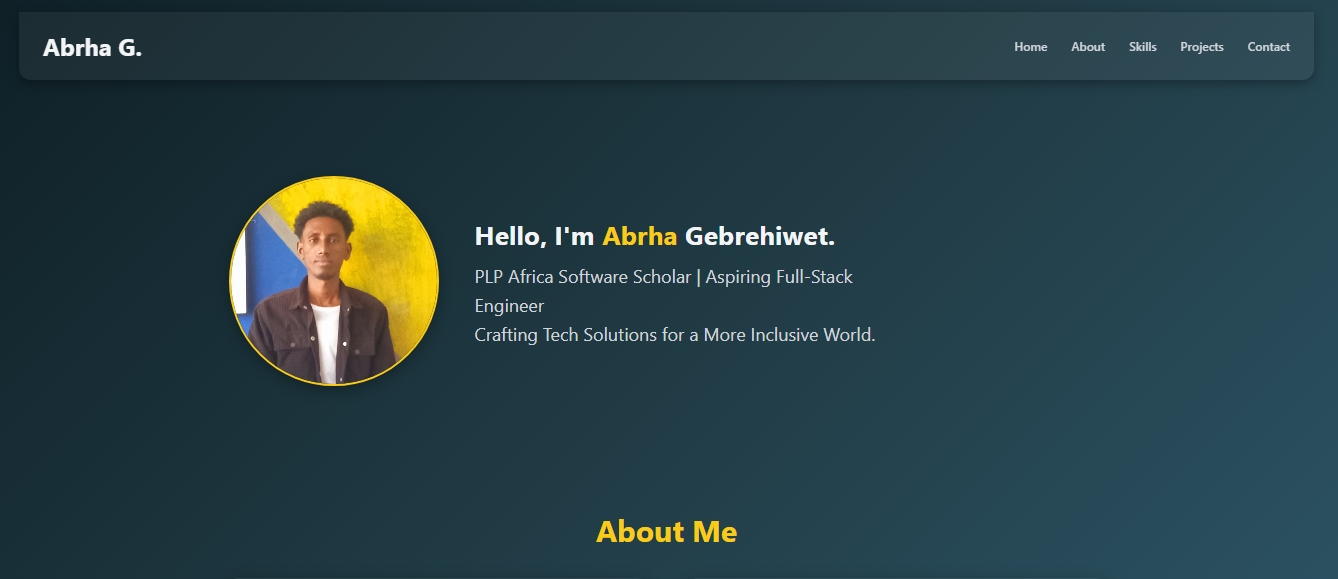 Abrha G.
Home About Skills Projects Contact
Hello, I'm Abrha Gebrehiwet.
PLP Africa Software Scholar | Aspiring Full-Stack
Engineer
Crafting Tech Solutions for a More Inclusive World.
About Me